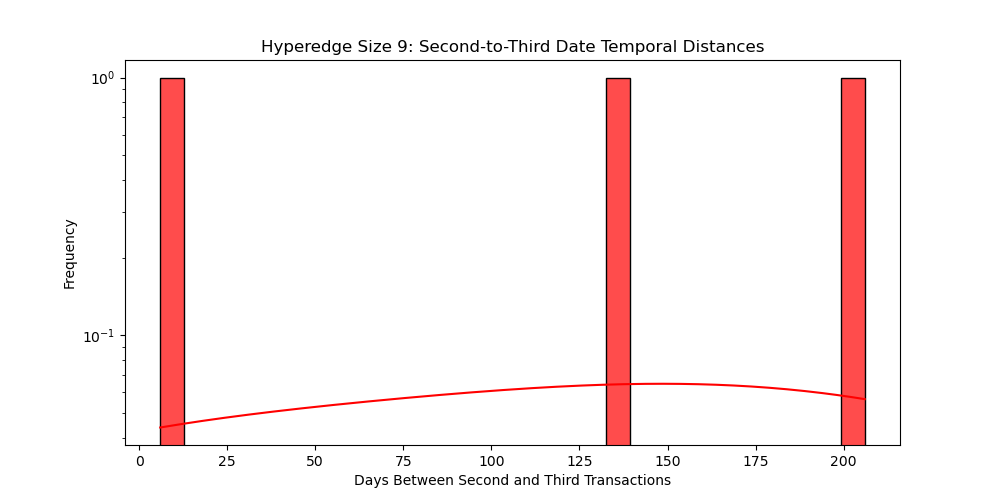 Hyperedge Size 9: Second-to-Third Date Temporal Distances
Frequency
10⁰
10⁻¹
0 25 50 75 100 125 150 175 200
Days Between Second and Third Transactions